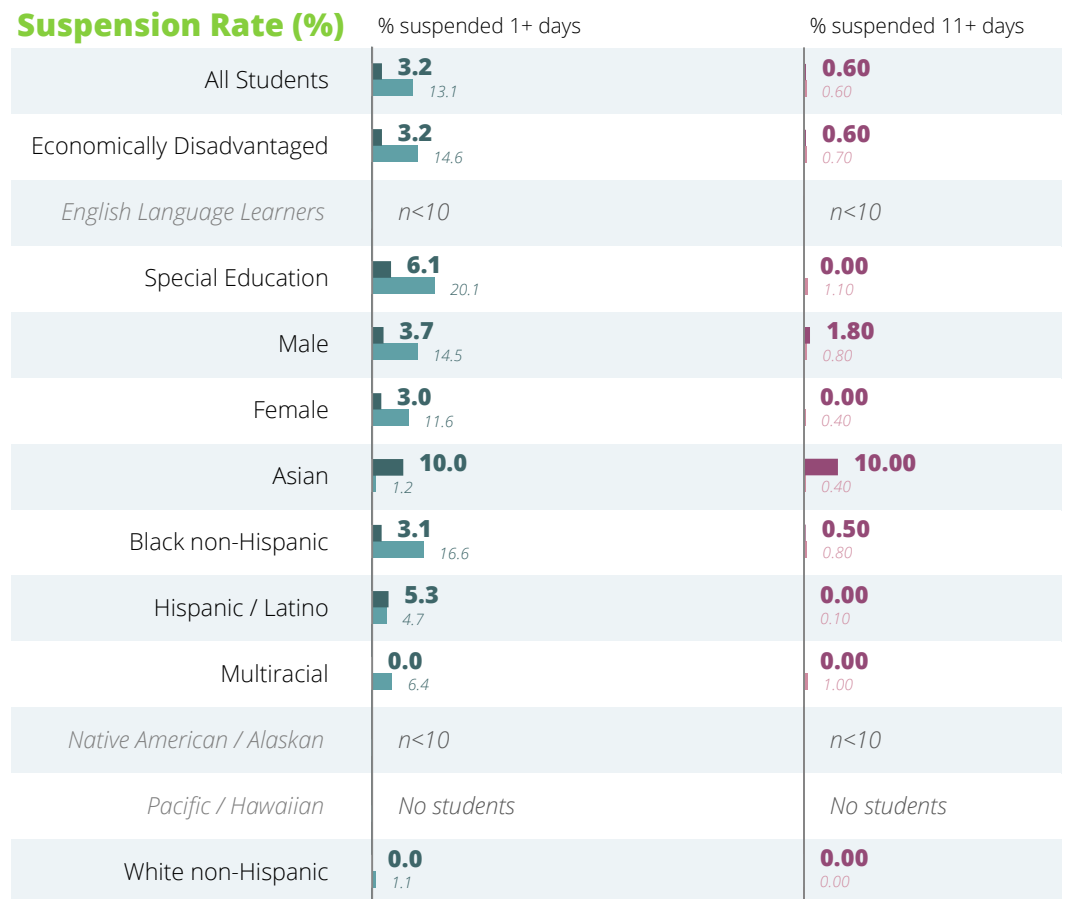 Suspension Rate (%) % suspended 1+ days % suspended 11+ days
All Students 3.2 0.60
13.1 0.60
Economically Disadvantaged 3.2 0.60
14.6 0.70
English Language Learners n<10 n<10
Special Education 6.1 0.00
20.1 1.10
Male 3.7 1.80
14.5 0.80
Female 3.0 0.00
11.6 0.40
Asian 10.0 10.00
1.2 0.40
Black non-Hispanic 3.1 0.50
16.6 0.80
Hispanic / Latino 5.3 0.00
4.7 0.10
Multiracial 0.0 0.00
6.4 1.00
Native American / Alaskan n<10 n<10
Pacific / Hawaiian No students No students
White non-Hispanic 0.0 0.00
1.1 0.00